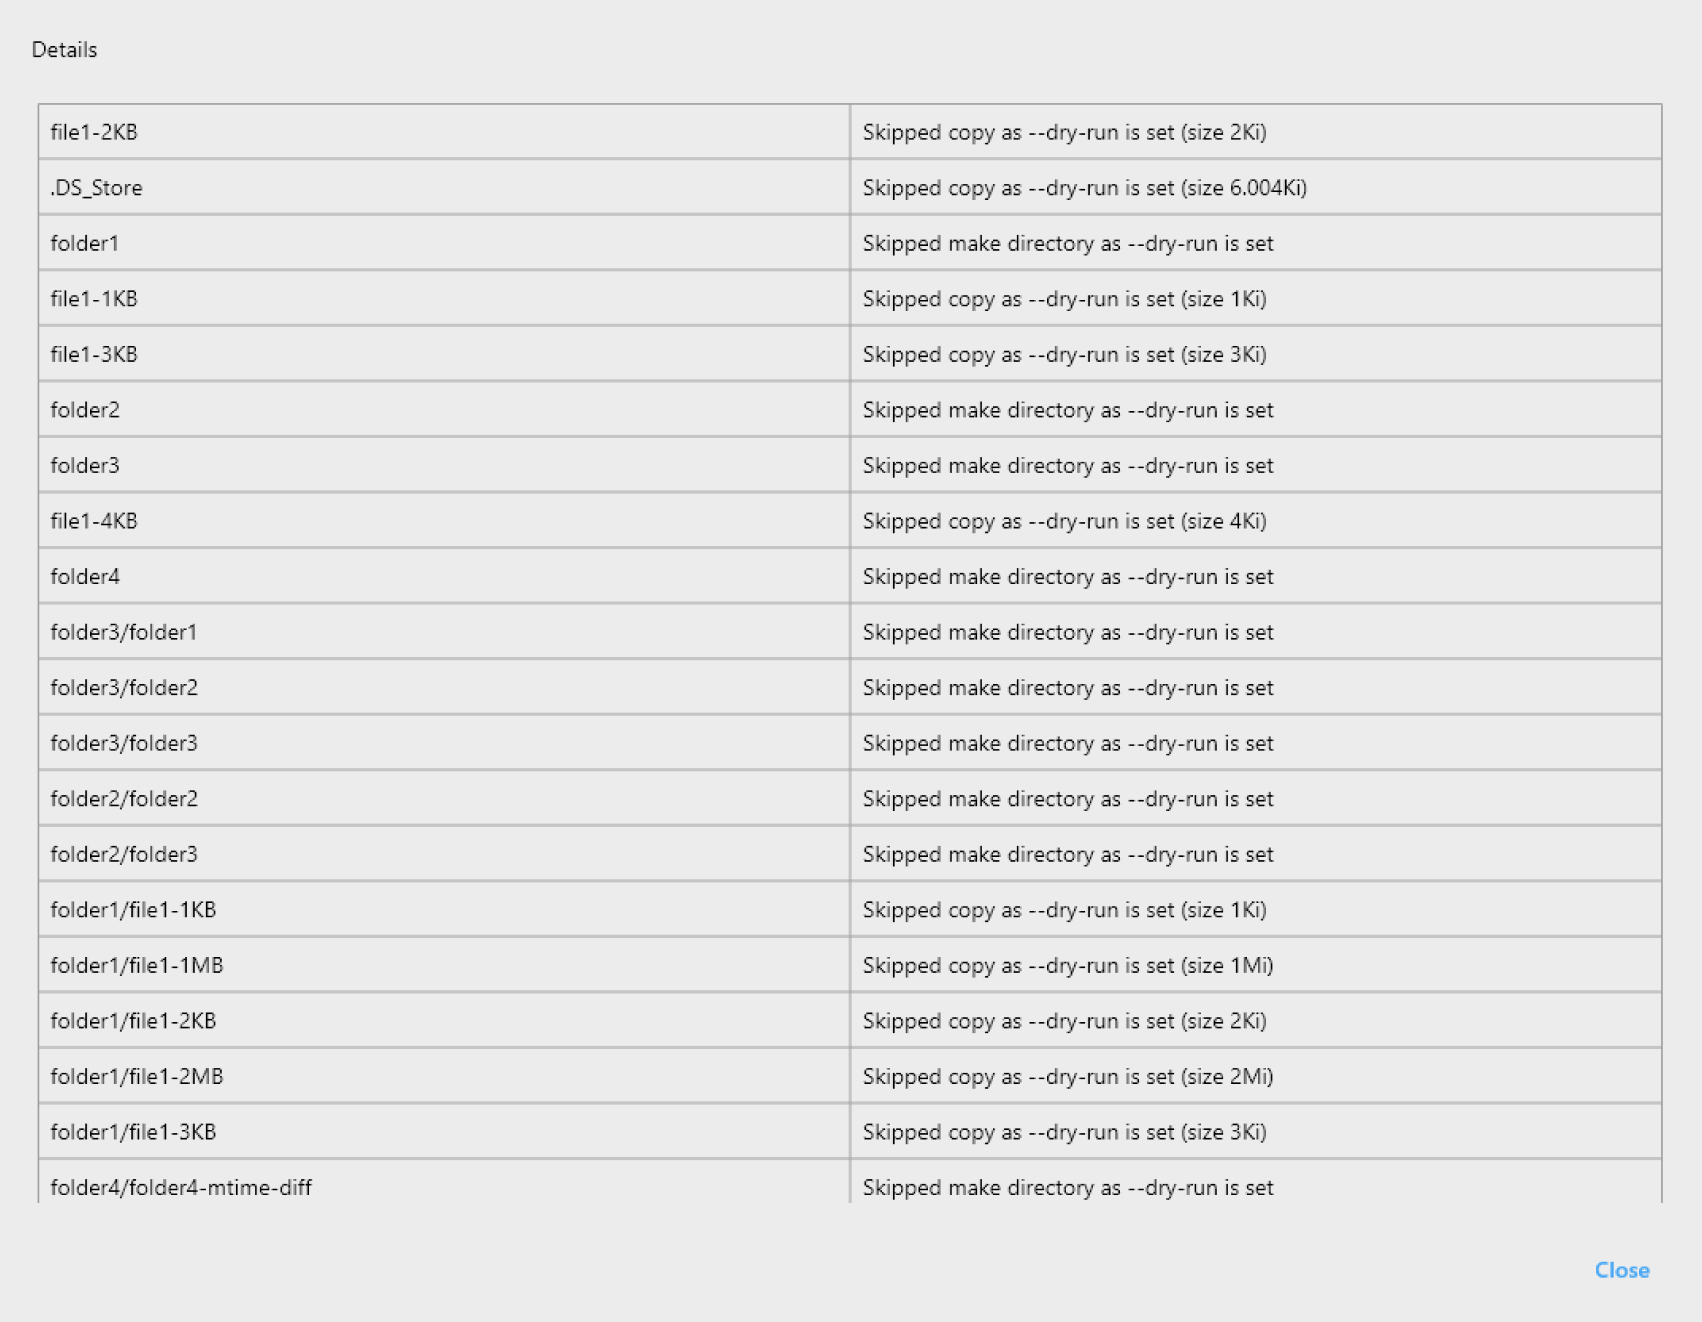 Details
file1-2KB Skipped copy as --dry-run is set (size 2Ki)
.DS_Store Skipped copy as --dry-run is set (size 6.004Ki)
folder1 Skipped make directory as --dry-run is set
file1-1KB Skipped copy as --dry-run is set (size 1Ki)
file1-3KB Skipped copy as --dry-run is set (size 3Ki)
folder2 Skipped make directory as --dry-run is set
folder3 Skipped make directory as --dry-run is set
file1-4KB Skipped copy as --dry-run is set (size 4Ki)
folder4 Skipped make directory as --dry-run is set
folder3/folder1 Skipped make directory as --dry-run is set
folder3/folder2 Skipped make directory as --dry-run is set
folder3/folder3 Skipped make directory as --dry-run is set
folder2/folder2 Skipped make directory as --dry-run is set
folder2/folder3 Skipped make directory as --dry-run is set
folder1/file1-1KB Skipped copy as --dry-run is set (size 1Ki)
folder1/file1-1MB Skipped copy as --dry-run is set (size 1Mi)
folder1/file1-2KB Skipped copy as --dry-run is set (size 2Ki)
folder1/file1-2MB Skipped copy as --dry-run is set (size 2Mi)
folder1/file1-3KB Skipped copy as --dry-run is set (size 3Ki)
folder4/folder4-mtime-diff Skipped make directory as --dry-run is set
Close